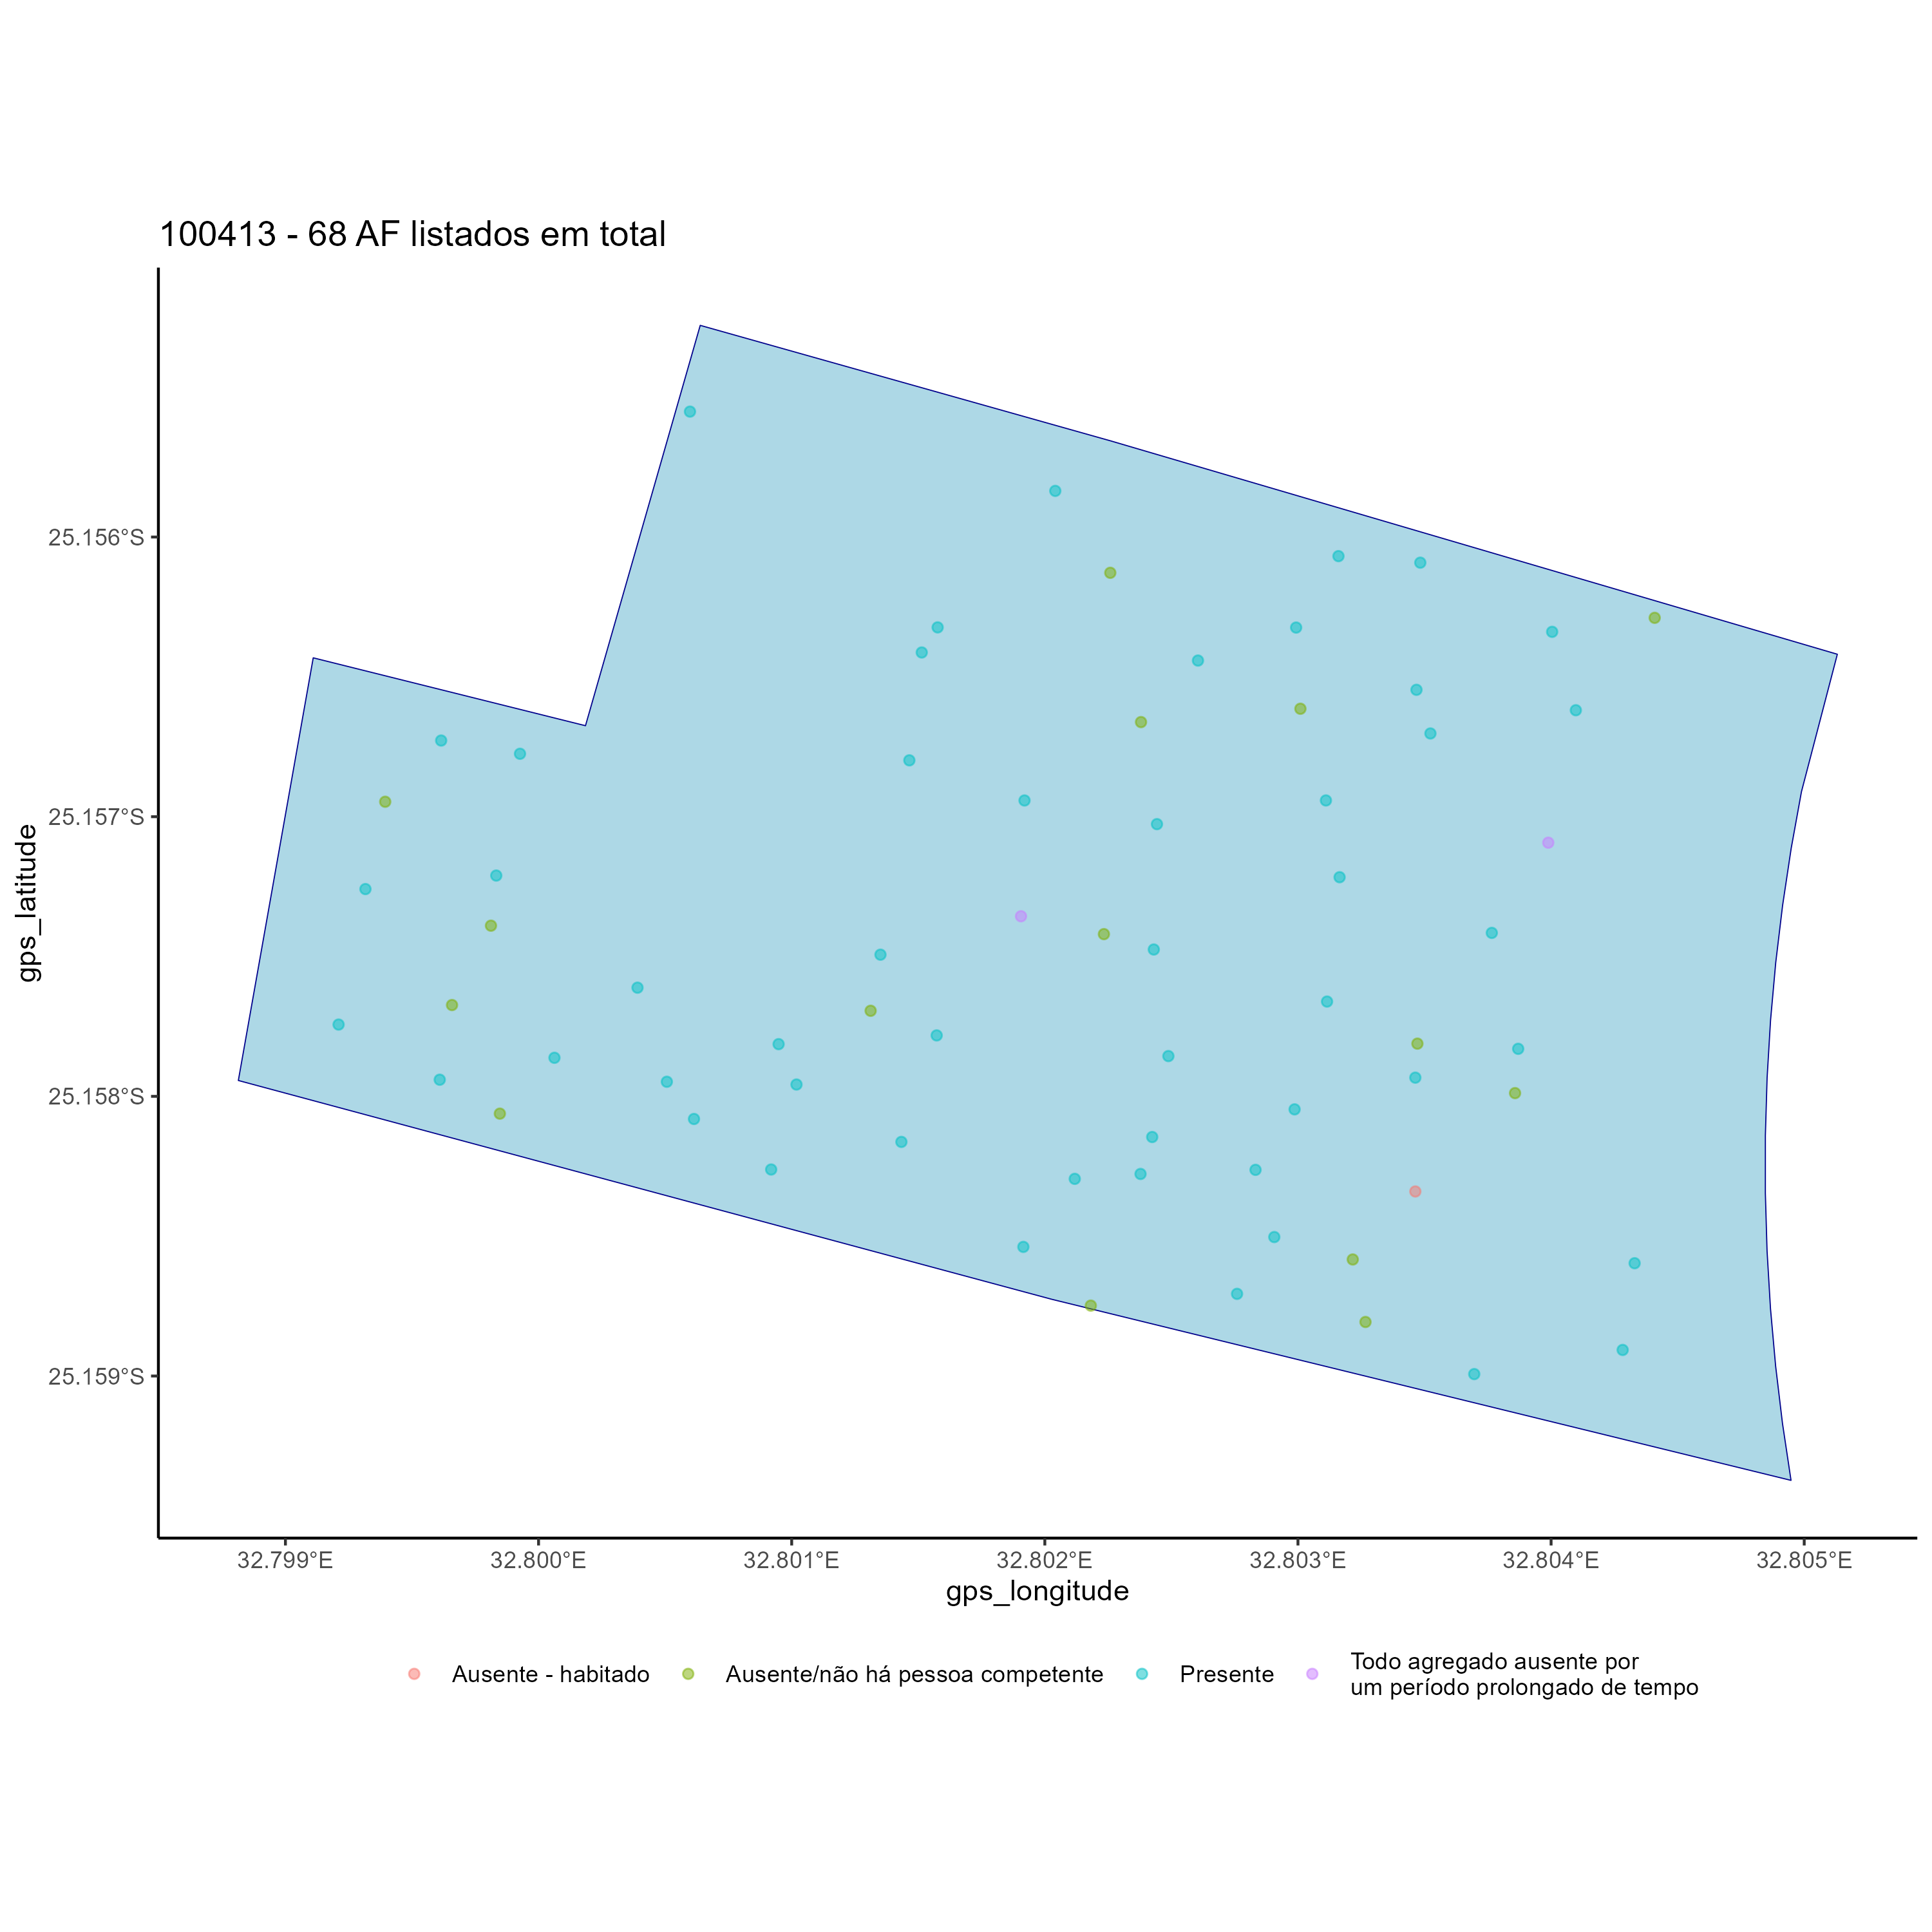 100413 - 68 AF listados em total
25.156°S
25.157°S
25.158°S
25.159°S
gps_latitude
32.799°E
32.800°E
32.801°E
32.802°E
32.803°E
32.804°E
32.805°E
gps_longitude
Ausente - habitado
Ausente/não há pessoa competente
Presente
Todo agregado ausente por
um período prolongado de tempo